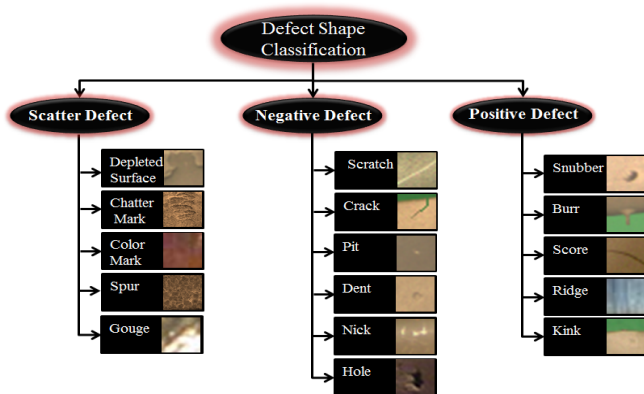 Defect Shape
Classification
Scatter Defect
Negative Defect
Positive Defect
Depleted
Surface
Chatter
Mark
Color
Mark
Spur
Gouge
Scratch
Crack
Pit
Dent
Nick
Hole
Snubber
Burr
Score
Ridge
Kink